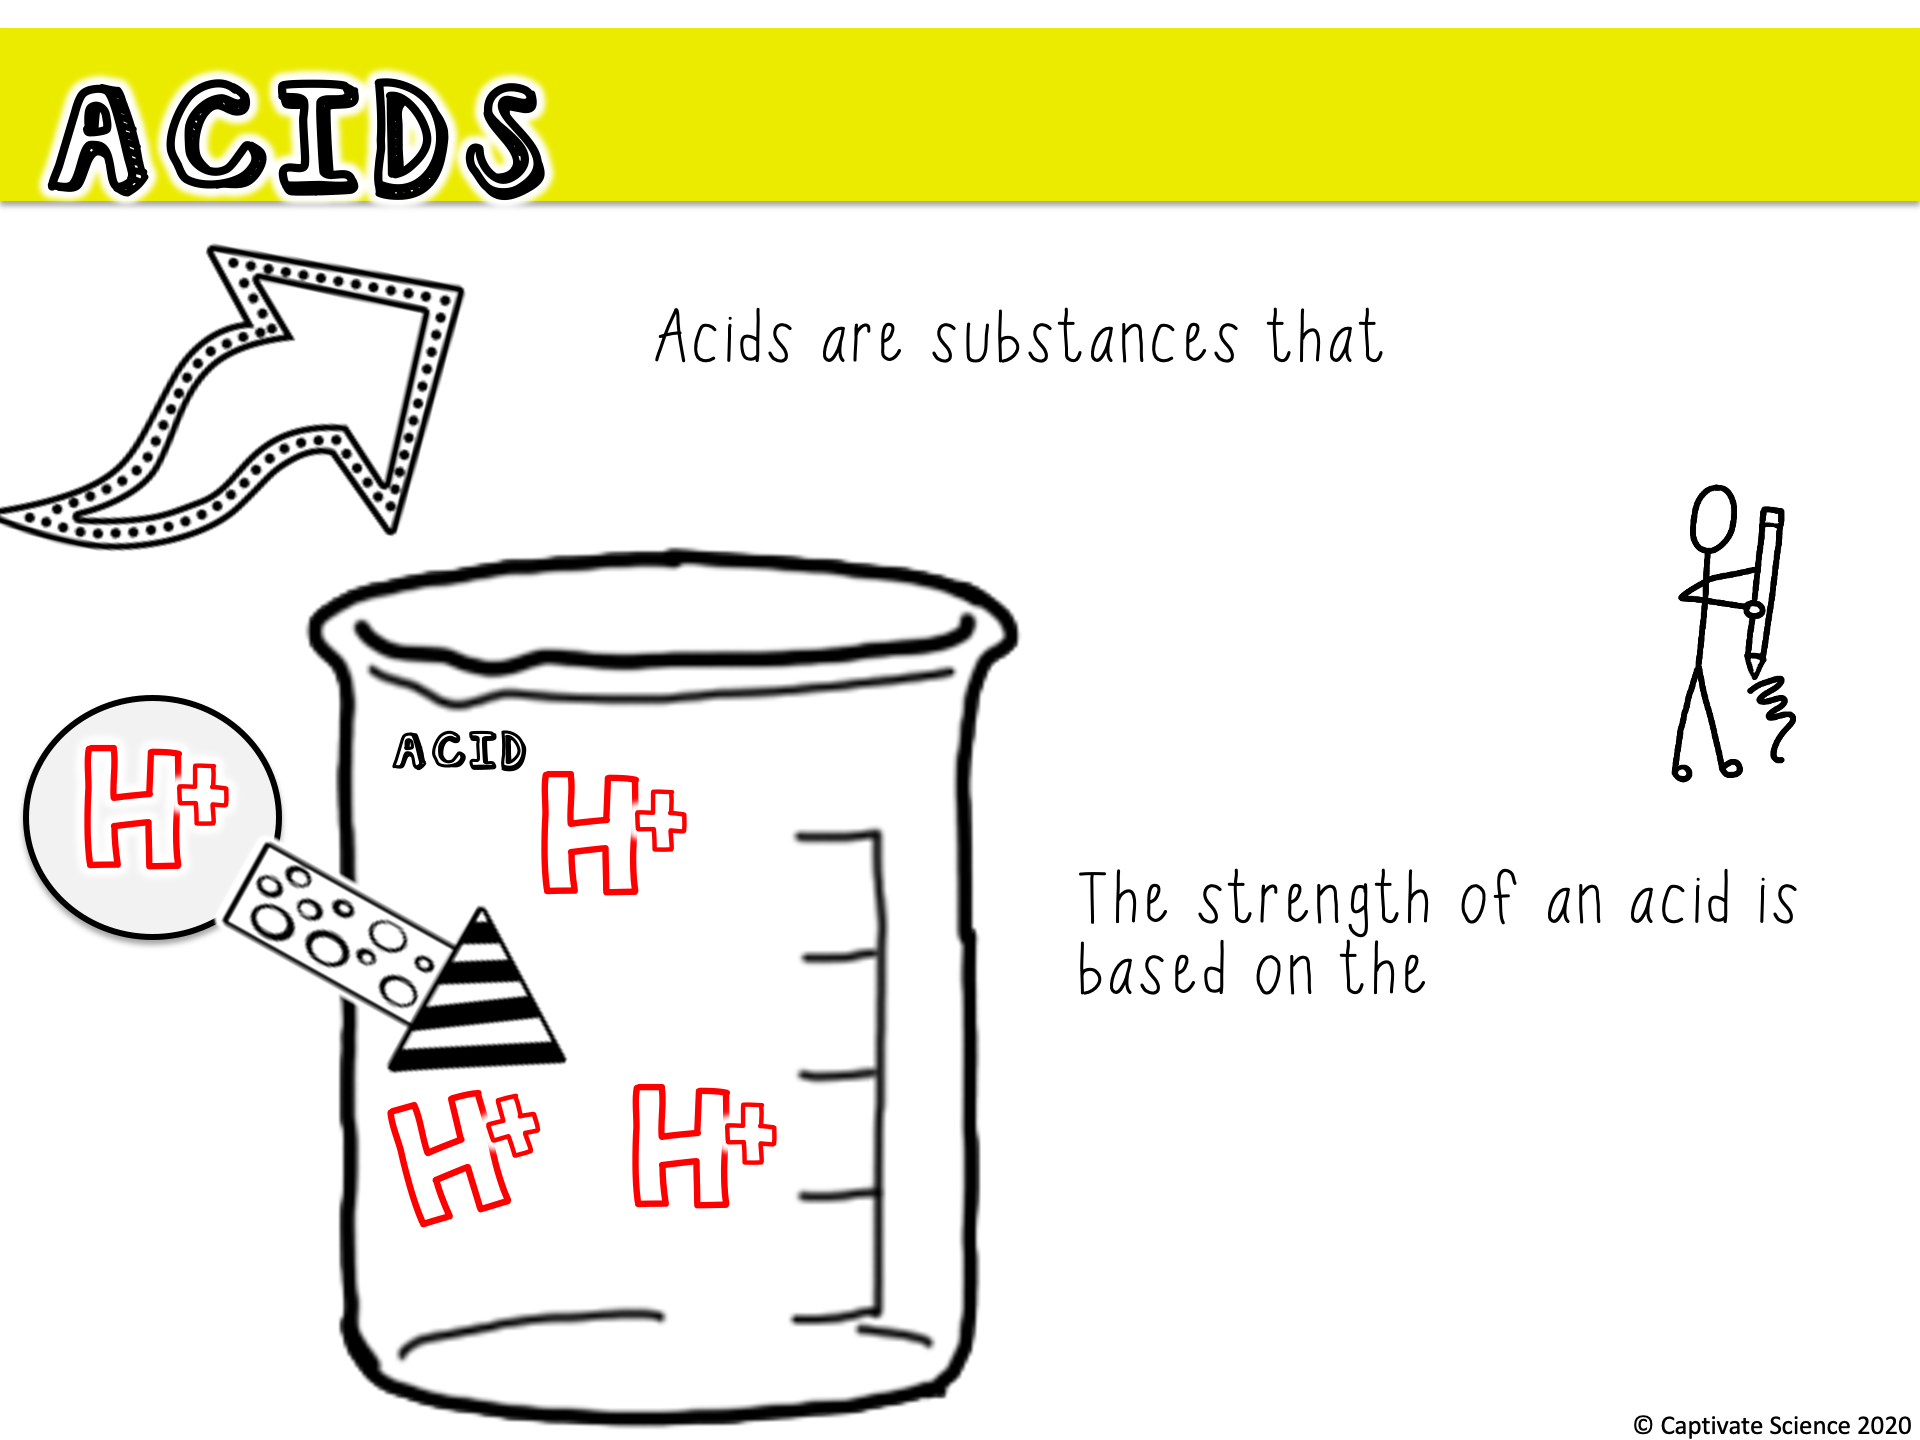 ACIDS
Acids are substances that
ACID
H+
H+
The strength of an acid is
based on the
H+
H+
© Captivate Science 2020